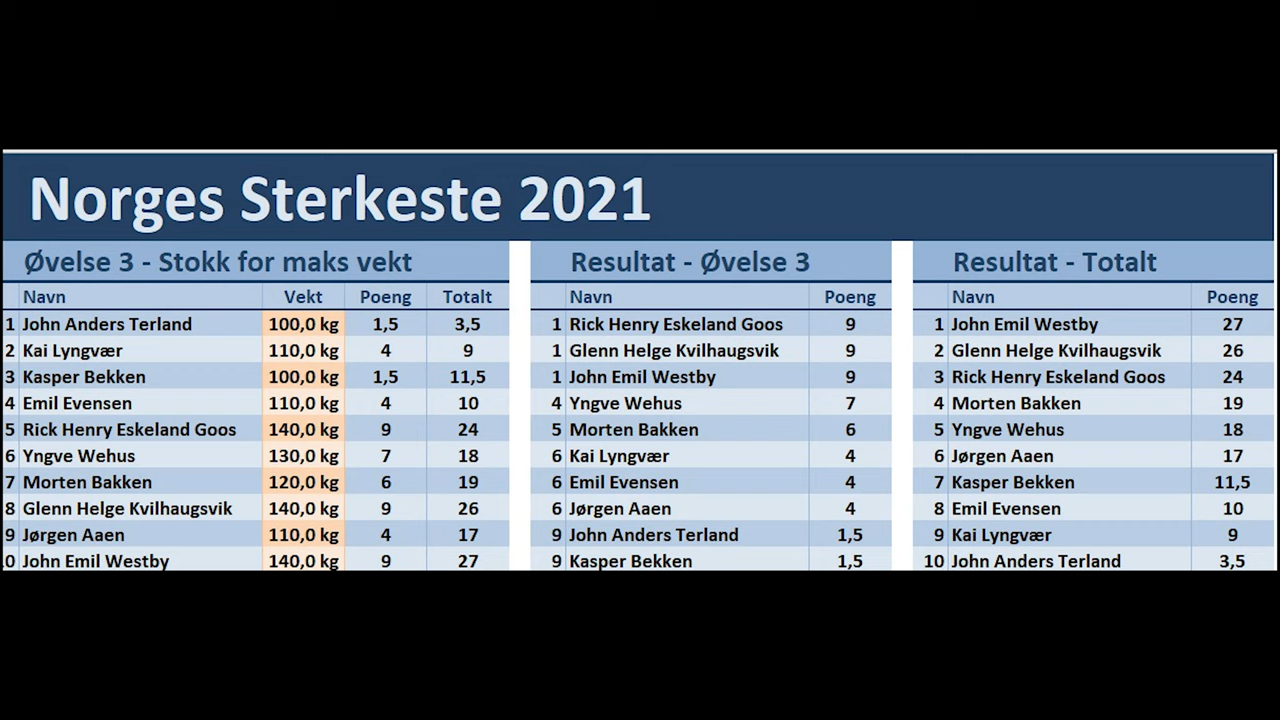 Norges Sterkeste 2021
Øvelse 3 - Stokk for maks vekt
Navn Vekt Poeng Totalt
1 John Anders Terland 100,0 kg 1,5 3,5
2 Kai Lyngvær 110,0 kg 4 9
3 Kasper Bekken 100,0 kg 1,5 11,5
4 Emil Evensen 110,0 kg 4 10
5 Rick Henry Eskeland Goos 140,0 kg 9 24
6 Yngve Wehus 130,0 kg 7 18
7 Morten Bakken 120,0 kg 6 19
8 Glenn Helge Kvilhaugsvik 140,0 kg 9 26
9 Jørgen Aaen 110,0 kg 4 17
0 John Emil Westby 140,0 kg 9 27
Resultat - Øvelse 3
Navn Poeng
1 Rick Henry Eskeland Goos 9
1 Glenn Helge Kvilhaugsvik 9
1 John Emil Westby 9
4 Yngve Wehus 7
5 Morten Bakken 6
6 Kai Lyngvær 4
6 Emil Evensen 4
6 Jørgen Aaen 4
9 John Anders Terland 1,5
9 Kasper Bekken 1,5
Resultat - Totalt
Navn Poeng
1 John Emil Westby 27
2 Glenn Helge Kvilhaugsvik 26
3 Rick Henry Eskeland Goos 24
4 Morten Bakken 19
5 Yngve Wehus 18
6 Jørgen Aaen 17
7 Kasper Bekken 11,5
8 Emil Evensen 10
9 Kai Lyngvær 9
10 John Anders Terland 3,5